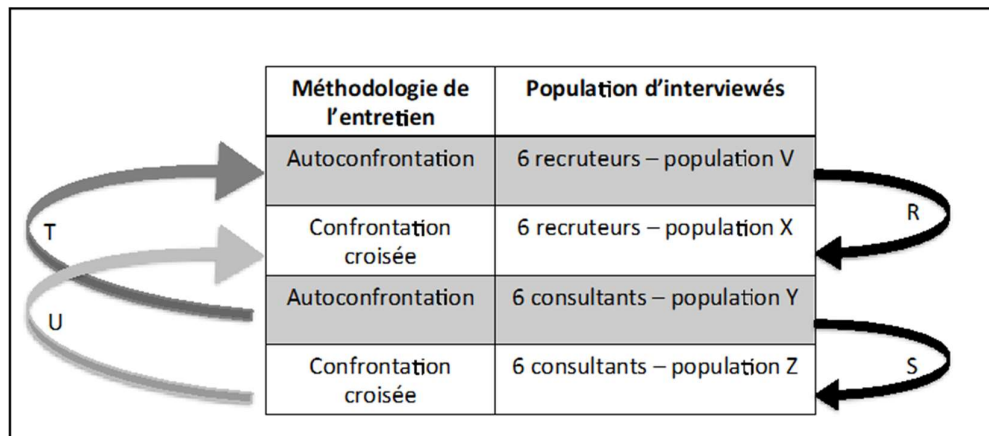 Méthodologie de
l'entretien
Population d'interviewés
Autoconfrontation
6 recruteurs – population V
Confrontation
croisée
6 recruteurs – population X
Autoconfrontation
6 consultants – population Y
Confrontation
croisée
6 consultants – population Z
T
U
R
S